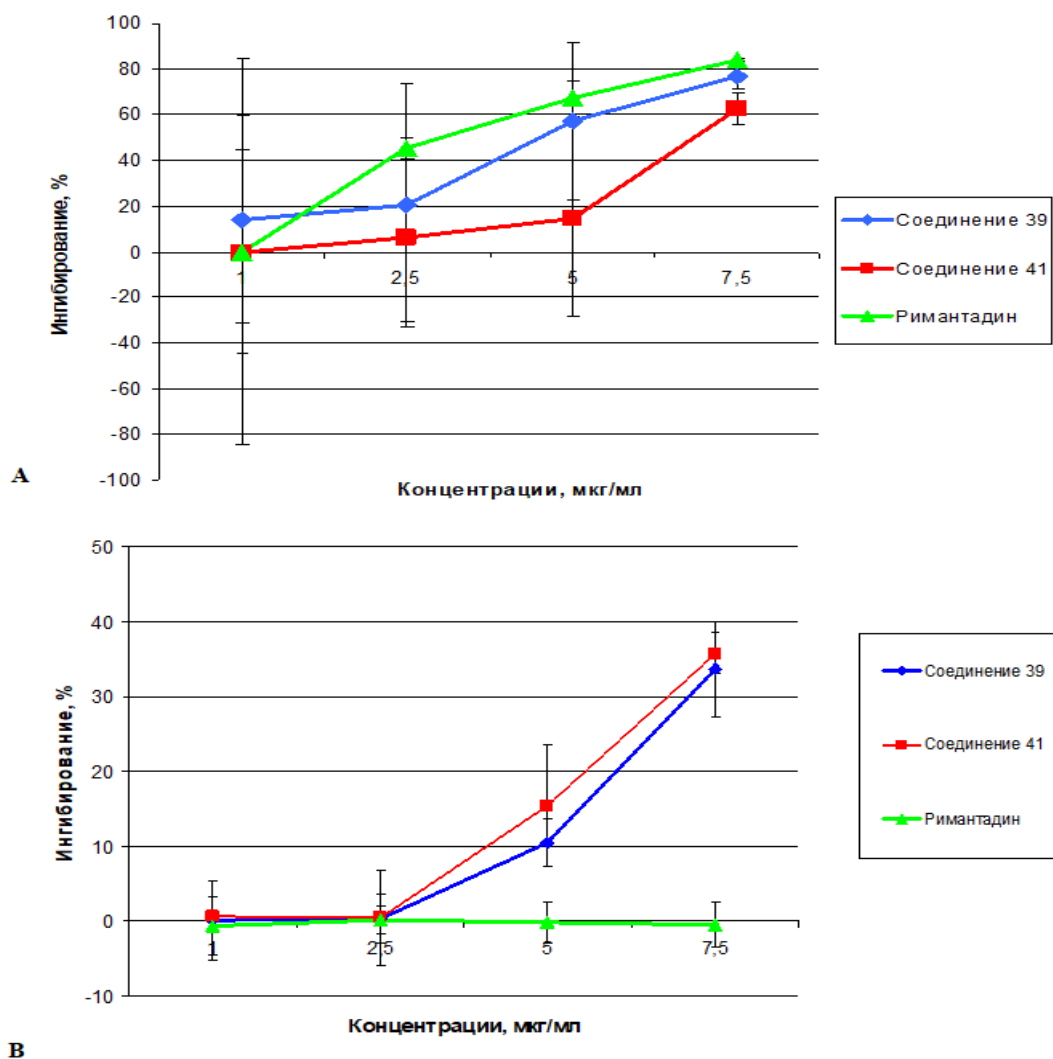 100
80
60
40
20
0
-20
-40
-60
-80
-100
Ингибирование, %
1 2,5 5 7,5
Концентрации, мкг/мл
Соединение 39
Соединение 41
Римантадин
А
50
40
30
20
10
0
-10
Ингибирование, %
1 2,5 5 7,5
Концентрации, мкг/мл
Соединение 39
Соединение 41
Римантадин
В